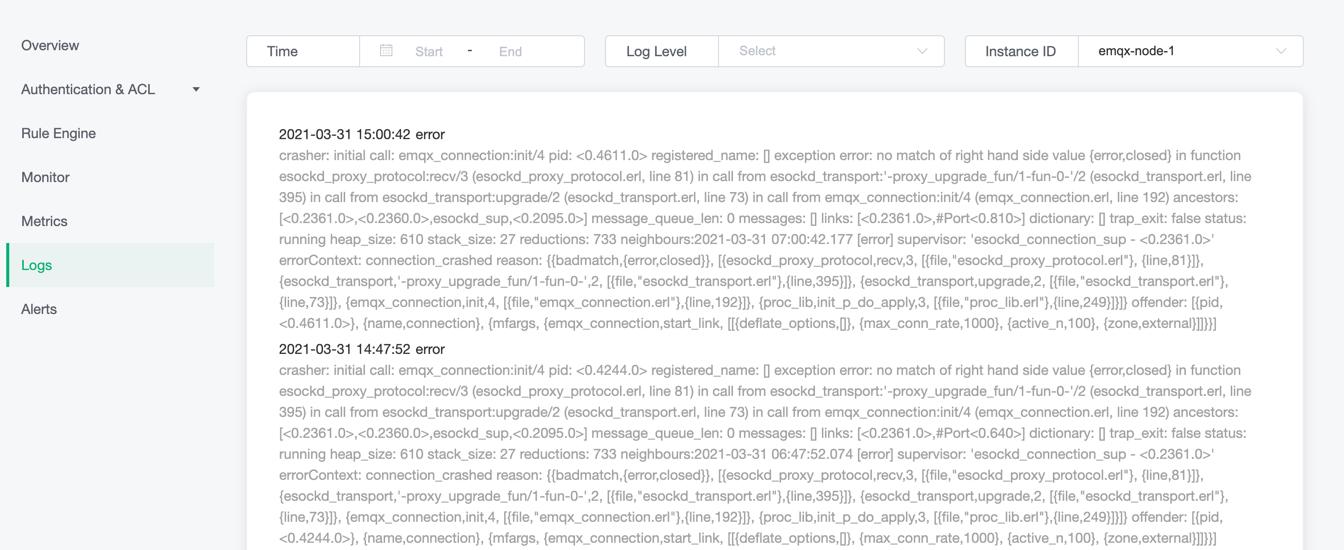 Overview
Authentication & ACL
Rule Engine
Monitor
Metrics
Logs
Alerts
Time Start - End Log Level Select Instance ID emqx-node-1
2021-03-31 15:00:42 error
crasher: initial call: emqx_connection:init/4 pid: <0.4611.0> registered_name: [] exception error: no match of right hand side value {error,closed} in function
esockd_proxy_protocol:recv/3 (esockd_proxy_protocol.erl, line 81) in call from esockd_transport:'-proxy_upgrade_fun/1-fun-0-'/2 (esockd_transport.erl, line
395) in call from esockd_transport:upgrade/2 (esockd_transport.erl, line 73) in call from emqx_connection:init/4 (emqx_connection.erl, line 192) ancestors:
[<0.2361.0>,<0.2360.0>,esockd_sup,<0.2095.0>] message_queue_len: 0 messages: [] links: [<0.2361.0>,#Port<0.810>] dictionary: [] trap_exit: false status:
running heap_size: 610 stack_size: 27 reductions: 733 neighbours:2021-03-31 07:00:42.177 [error] supervisor: 'esockd_connection_sup - <0.2361.0>'
errorContext: connection_crashed reason: {{badmatch,{error,closed}}, [{esockd_proxy_protocol,recv,3, [{file,"esockd_proxy_protocol.erl"}, {line,81}]},
{esockd_transport,'-proxy_upgrade_fun/1-fun-0-',2, [{file,"esockd_transport.erl"},{line,395}]}, {esockd_transport,upgrade,2, [{file,"esockd_transport.erl"},
{line,73}]}, {emqx_connection,init,4, [{file,"emqx_connection.erl"},{line,192}]}, {proc_lib,init_p_do_apply,3, [{file,"proc_lib.erl"},{line,249}]}]} offender: [{pid,
<0.4611.0>}, {name,connection}, {mfargs, {emqx_connection,start_link, [[{deflate_options,[]}, {max_conn_rate,1000}, {active_n,100}, {zone,external}]]}}]
2021-03-31 14:47:52 error
crasher: initial call: emqx_connection:init/4 pid: <0.4244.0> registered_name: [] exception error: no match of right hand side value {error,closed} in function
esockd_proxy_protocol:recv/3 (esockd_proxy_protocol.erl, line 81) in call from esockd_transport:'-proxy_upgrade_fun/1-fun-0-'/2 (esockd_transport.erl, line
395) in call from esockd_transport:upgrade/2 (esockd_transport.erl, line 73) in call from emqx_connection:init/4 (emqx_connection.erl, line 192) ancestors:
[<0.2361.0>,<0.2360.0>,esockd_sup,<0.2095.0>] message_queue_len: 0 messages: [] links: [<0.2361.0>,#Port<0.640>] dictionary: [] trap_exit: false status:
running heap_size: 610 stack_size: 27 reductions: 733 neighbours:2021-03-31 06:47:52.074 [error] supervisor: 'esockd_connection_sup - <0.2361.0>'
errorContext: connection_crashed reason: {{badmatch,{error,closed}}, [{esockd_proxy_protocol,recv,3, [{file,"esockd_proxy_protocol.erl"}, {line,81}]},
{esockd_transport,'-proxy_upgrade_fun/1-fun-0-',2, [{file,"esockd_transport.erl"},{line,395}]}, {esockd_transport,upgrade,2, [{file,"esockd_transport.erl"},
{line,73}]}, {emqx_connection,init,4, [{file,"emqx_connection.erl"},{line,192}]}, {proc_lib,init_p_do_apply,3, [{file,"proc_lib.erl"},{line,249}]}]} offender: [{pid,
<0.4244.0>}, {name,connection}, {mfargs, {emqx_connection,start_link, [[{deflate_options,[]}, {max_conn_rate,1000}, {active_n,100}, {zone,external}]]}}]